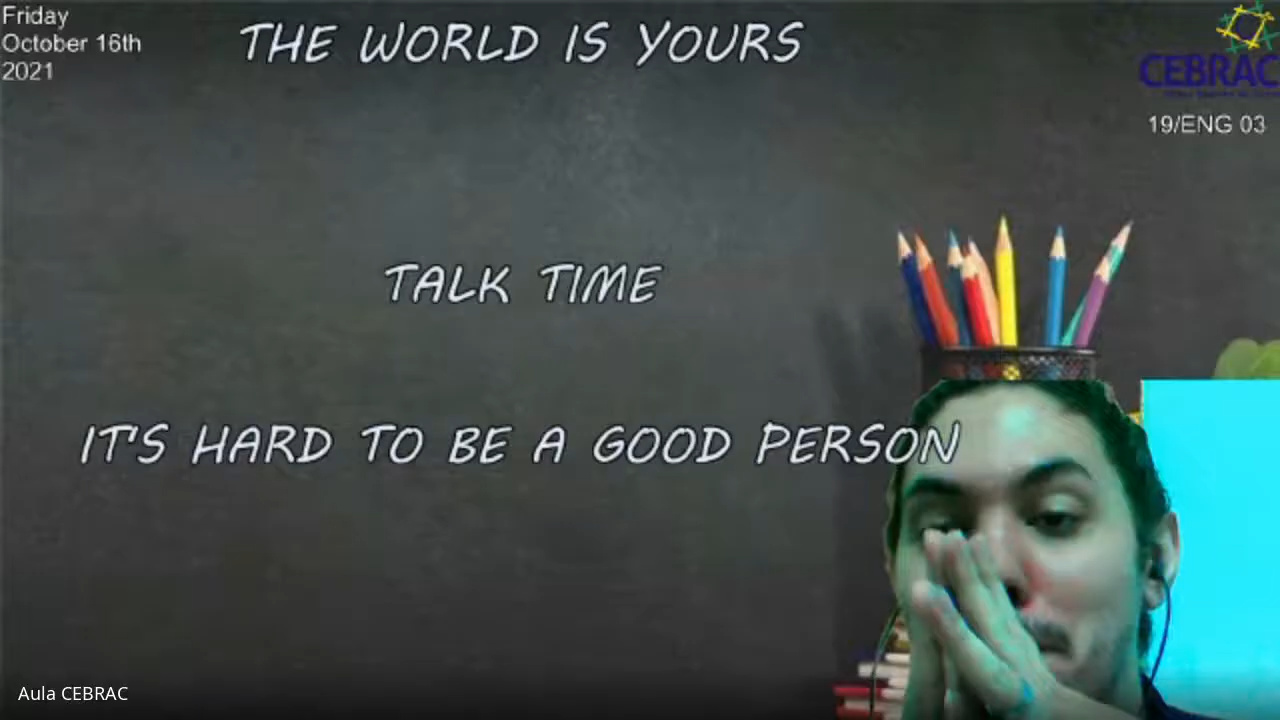 Friday
October 16th
2021
THE WORLD IS YOURS
CEBRAC
19/ENG 03
TALK TIME
IT'S HARD TO BE A GOOD PERSON
Aula CEBRAC